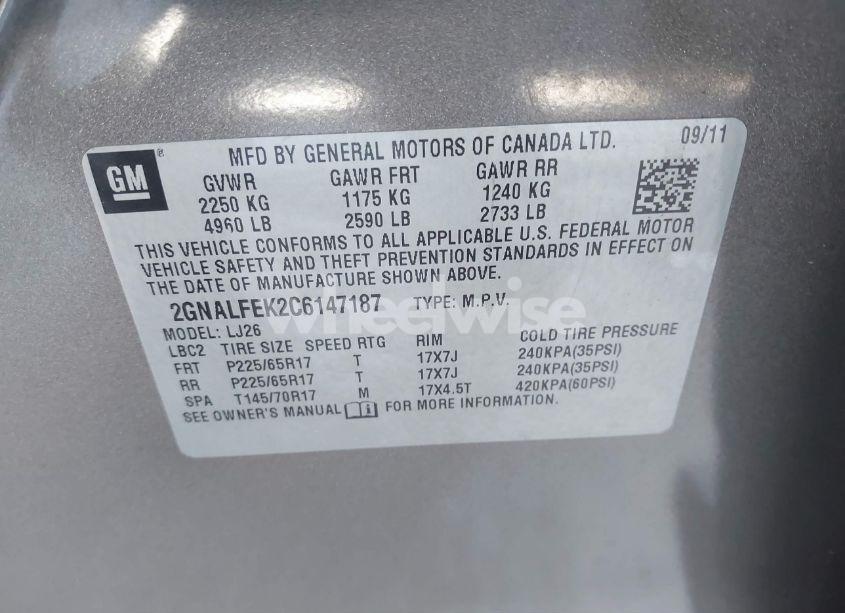 GM®
MFD BY GENERAL MOTORS OF CANADA LTD. 09/11
GVWR GAWR FRT GAWR RR
2250 KG 1175 KG 1240 KG
4960 LB 2590 LB 2733 LB
THIS VEHICLE CONFORMS TO ALL APPLICABLE U.S. FEDERAL MOTOR
VEHICLE SAFETY AND THEFT PREVENTION STANDARDS IN EFFECT ON
THE DATE OF MANUFACTURE SHOWN ABOVE.
2GNALFEK2C6147187 TYPE: M.P.V.
wheelwise
MODEL: LJ26
LBC2 TIRE SIZE SPEED RTG RIM COLD TIRE PRESSURE
FRT P225/65R17 T 17X7J 240KPA(35PSI)
RR P225/65R17 T 17X7J 240KPA(35PSI)
SPA T145/70R17 M 17X4.5T 420KPA(60PSI)
SEE OWNER'S MANUAL i FOR MORE INFORMATION.